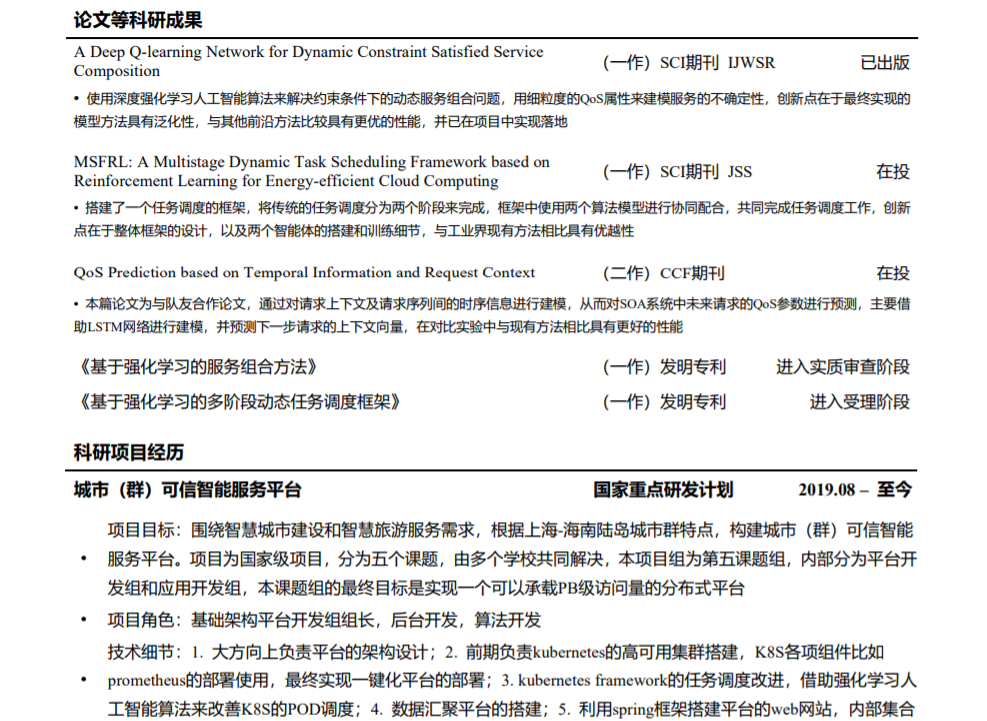 论文等科研成果
A Deep Q-learning Network for Dynamic Constraint Satisfied Service
Composition
（一作）SCI期刊 IJWSR
已出版
• 使用深度强化学习人工智能算法来解决约束条件下的动态服务组合问题，用细粒度的QoS属性来建模服务的不确定性，创新点在于最终实现的
模型方法具有泛化性，与其他前沿方法比较具有更优的性能，并已在项目中实现落地
MSFRL: A Multistage Dynamic Task Scheduling Framework based on
Reinforcement Learning for Energy-efficient Cloud Computing
（一作）SCI期刊 JSS
在投
• 搭建了一个任务调度的框架，将传统的任务调度分为两个阶段来完成，框架中使用两个算法模型进行协同配合，共同完成任务调度工作，创新
点在于整体框架的设计，以及两个智能体的搭建和训练细节，与工业界现有方法相比具有优越性
QoS Prediction based on Temporal Information and Request Context
（二作）CCF期刊
在投
• 本篇论文为与队友合作论文，通过对请求上下文及请求序列间的时序信息进行建模，从而对SOA系统中未来请求的QoS参数进行预测，主要借
助LSTM网络进行建模，并预测下一步请求的上下文向量，在对比实验中与现有方法相比具有更好的性能
《基于强化学习的服务组合方法》
（一作）发明专利
进入实质审查阶段
《基于强化学习的多阶段动态任务调度框架》
（一作）发明专利
进入受理阶段
科研项目经历
城市（群）可信智能服务平台
国家重点研发计划
2019.08 – 至今
项目目标：围绕智慧城市建设和智慧旅游服务需求，根据上海-海南陆岛城市群特点，构建城市（群）可信智能
• 服务平台。项目为国家级项目，分为五个课题，由多个学校共同解决，本项目组为第五课题组，内部分为平台开
发组和应用开发组，本课题组的最终目标是实现一个可以承载PB级访问量的分布式平台
• 项目角色：基础架构平台开发组组长，后台开发，算法开发
技术细节：1. 大方向上负责平台的架构设计；2. 前期负责kubernetes的高可用集群搭建，K8S各项组件比如
• prometheus的部署使用，最终实现一键化平台的部署；3. kubernetes framework的任务调度改进，借助强化学习人
工智能算法来改善K8S的POD调度；4. 数据汇聚平台的搭建；5. 利用spring框架搭建平台的web网站，内部集合